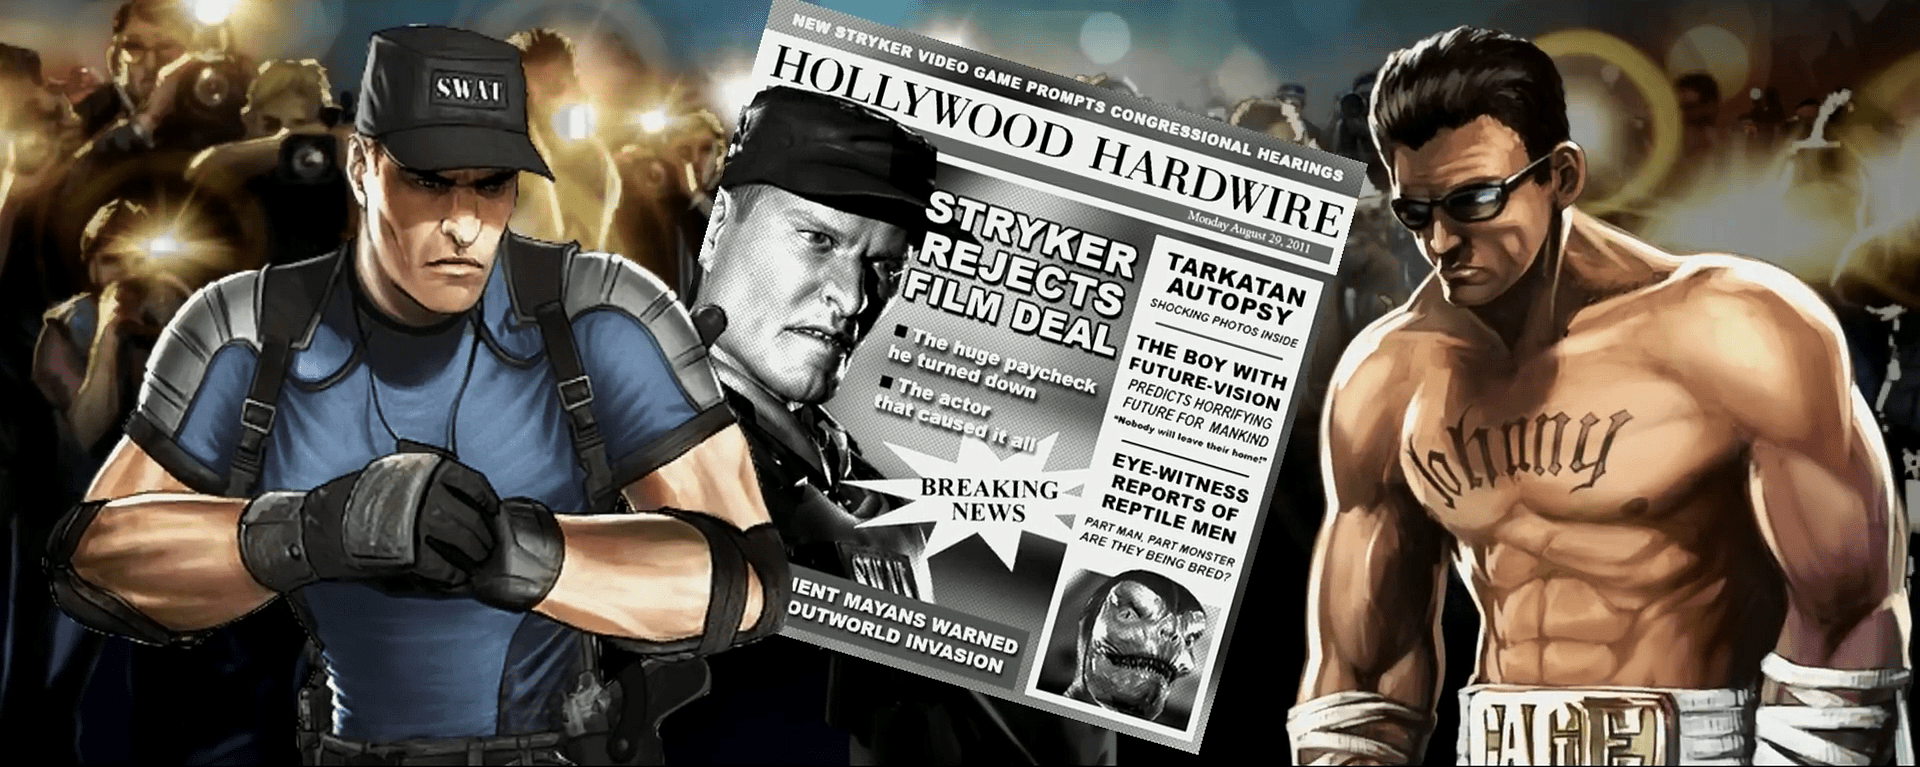 SWAT
NEW STRYKER VIDEO GAME PROMPTS CONGRESSIONAL HEARINGS
HOLLYWOOD HARDWIRE
Monday August 29, 2011
STRYKER
REJECTS
FILM DEAL
■ The huge paycheck
he turned down
■ The actor
that caused it all
BREAKING
NEWS
SWAT
IENT MAYANS WARNED
OUTWORLD INVASION
TARKATAN
AUTOPSY
SHOCKING PHOTOS INSIDE
THE BOY WITH
FUTURE-VISION
PREDICTS HORRIFYING
FUTURE FOR MANKIND
"Nobody will leave their home!"
EYE-WITNESS
REPORTS OF
REPTILE MEN
PART MAN, PART MONSTER
ARE THEY BEING BRED?
Johnny
CAGE